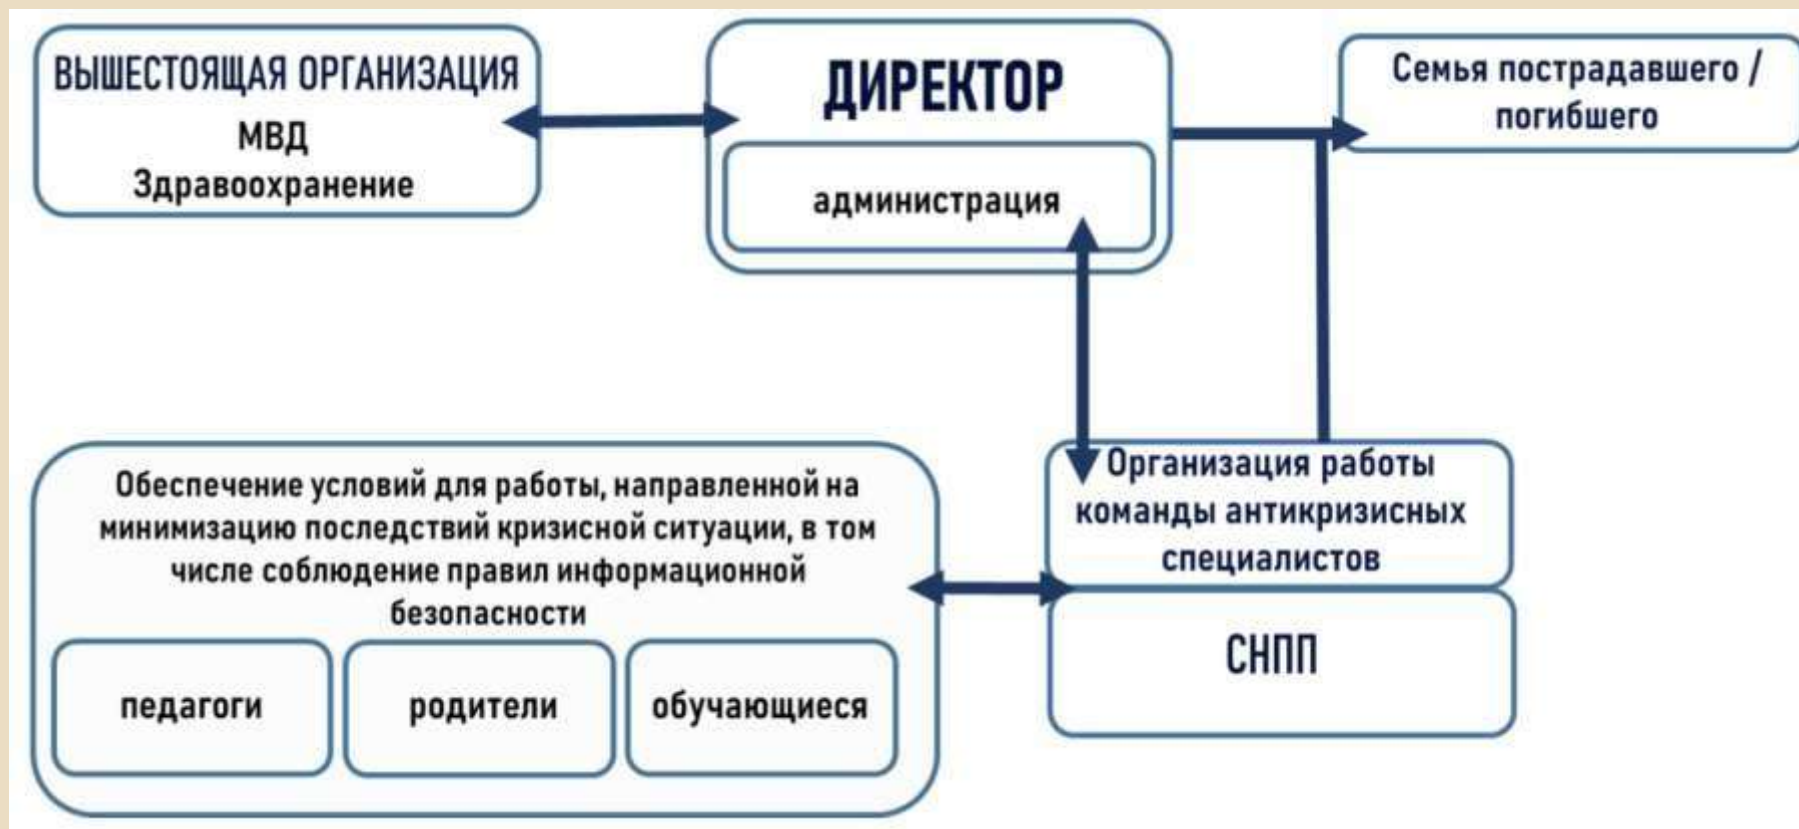 ВЫШЕСТОЯЩАЯ ОРГАНИЗАЦИЯ
МВД
Здравоохранение
ДИРЕКТОР
администрация
Семья пострадавшего /
погибшего
Обеспечение условий для работы, направленной на
минимизацию последствий кризисной ситуации, в том
числе соблюдение правил информационной
безопасности
педагоги
родители
обучающиеся
Организация работы
команды антикризисных
специалистов
СНПП